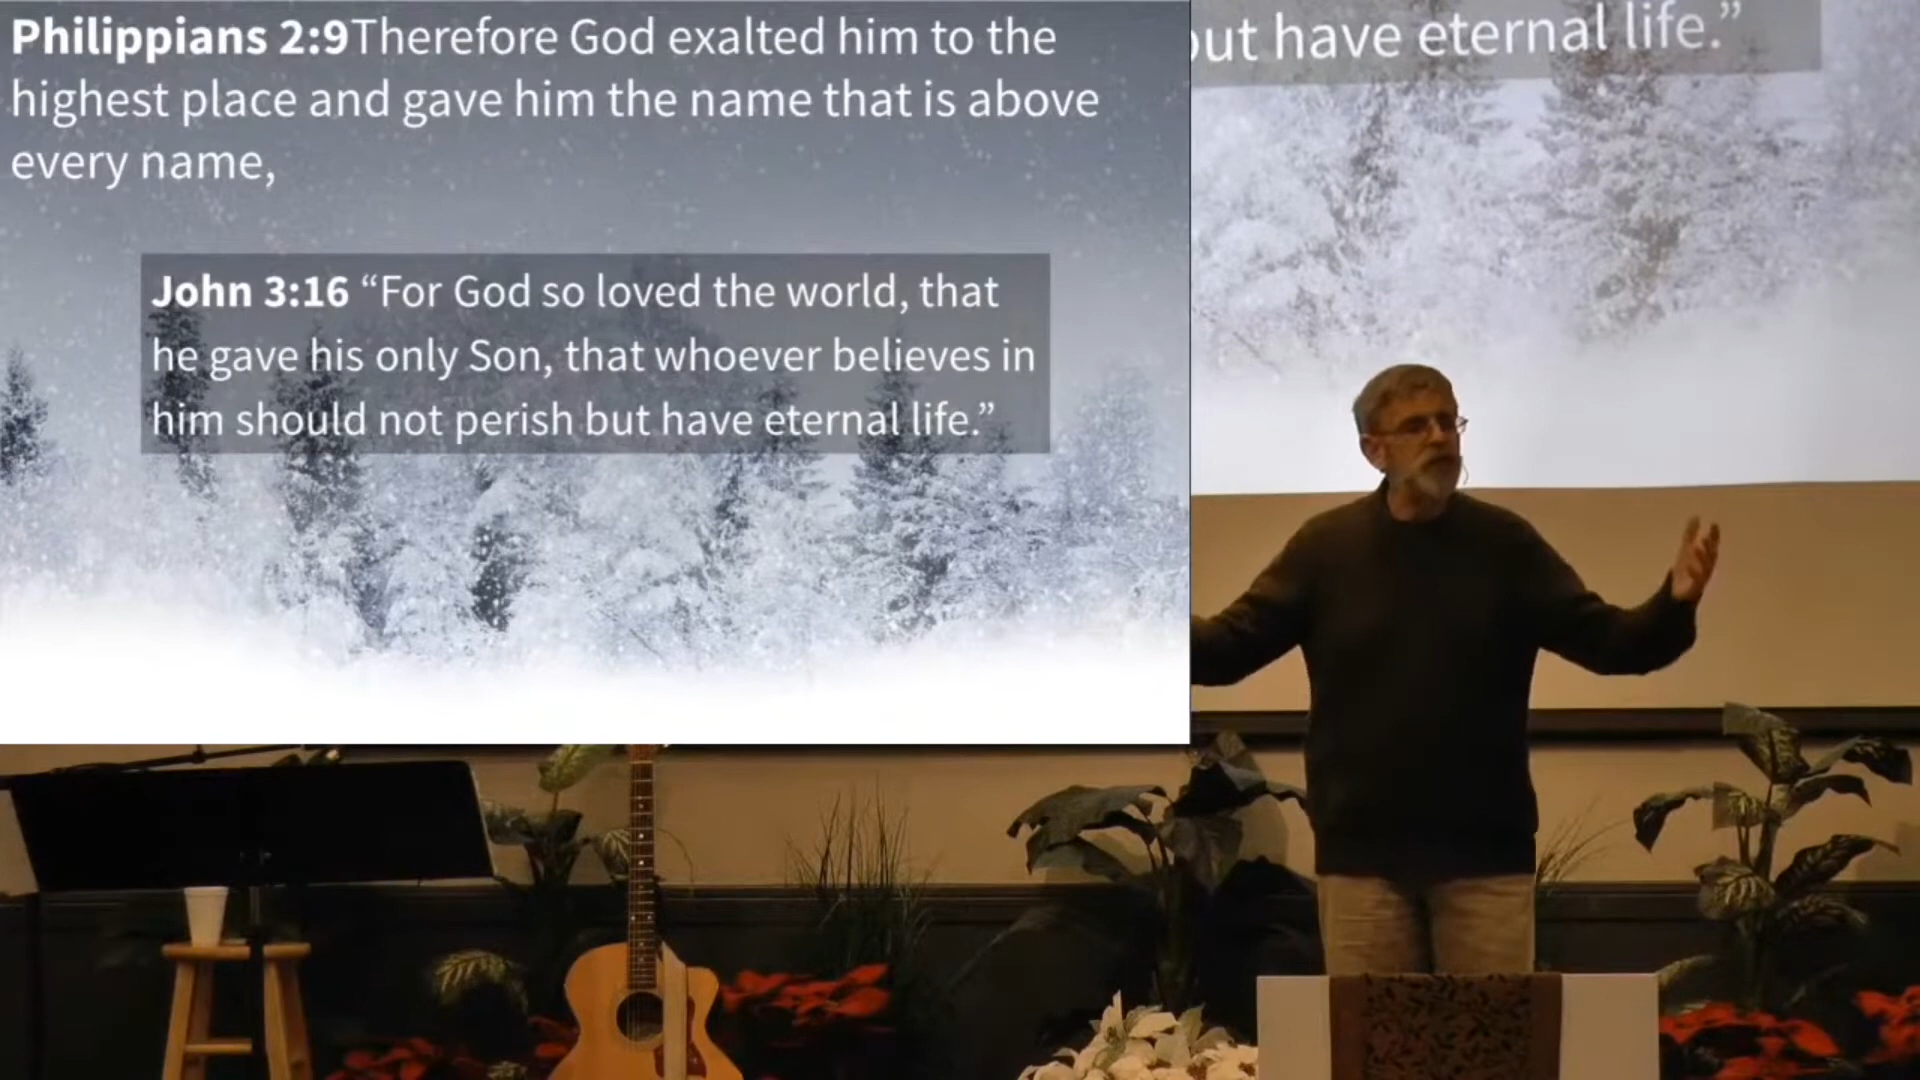 Philippians 2:9Therefore God exalted him to the
highest place and gave him the name that is above
every name,
John 3:16 “For God so loved the world, that
he gave his only Son, that whoever believes in
him should not perish but have eternal life.”
but have eternal life.”